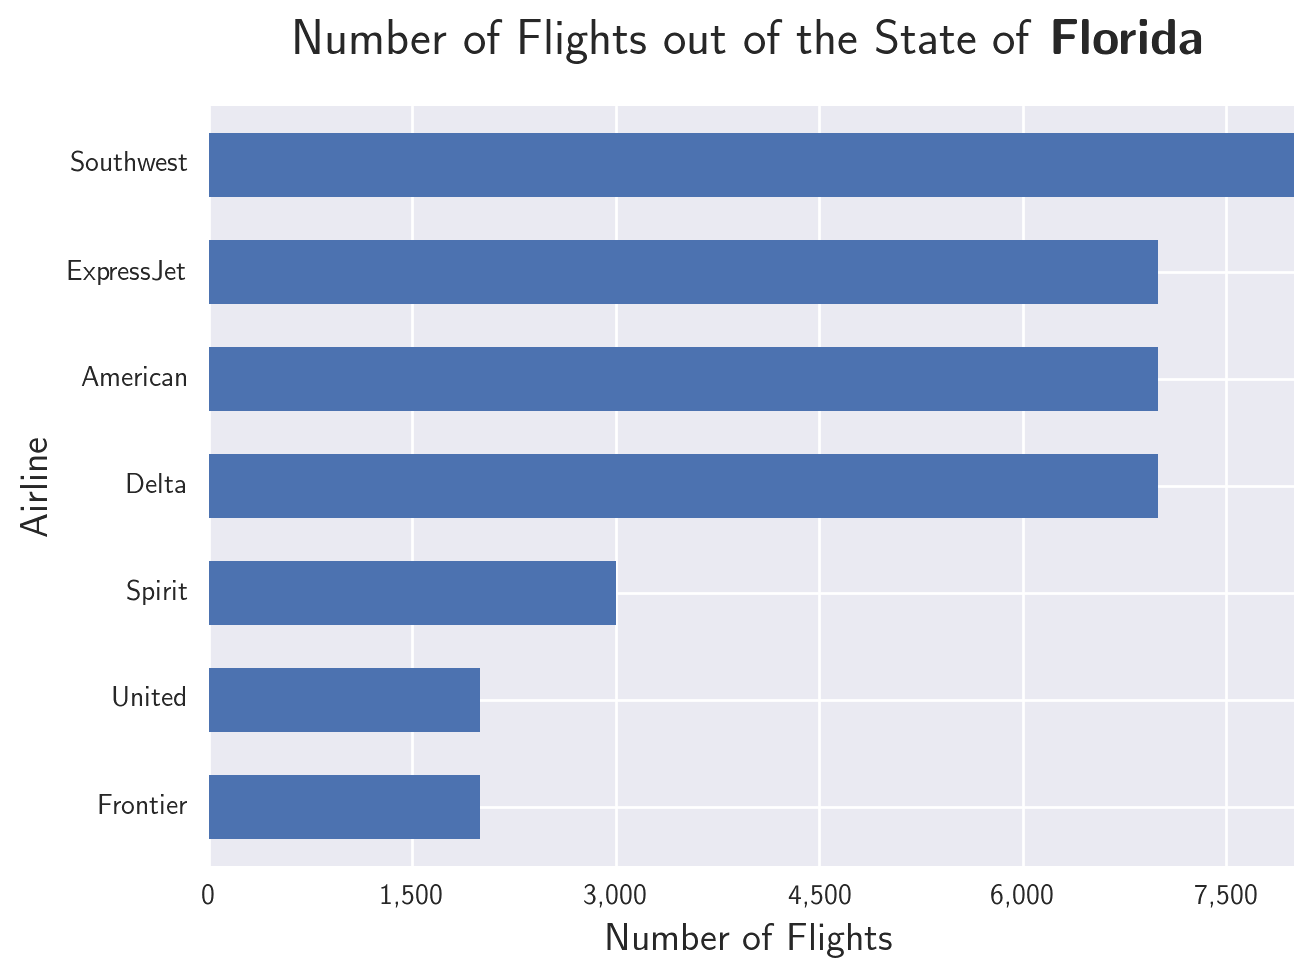 Number of Flights out of the State of Florida
Southwest
ExpressJet
American
Delta
Spirit
United
Frontier
Airline
0 1,500 3,000 4,500 6,000 7,500
Number of Flights